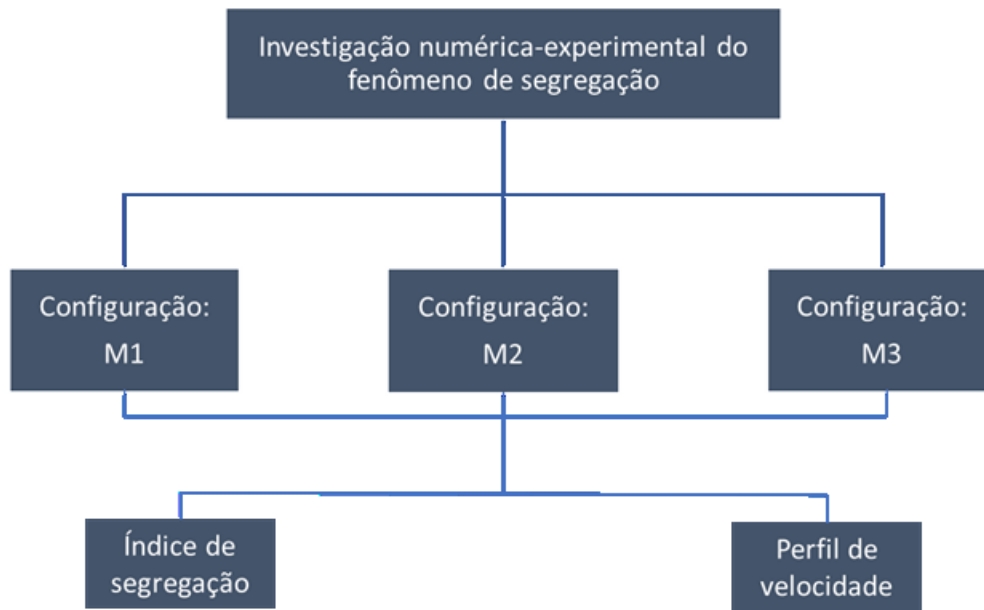 Investigação numérica-experimental do
fenômeno de segregação
Configuração:
M1
Configuração:
M2
Configuração:
M3
Índice de
segregação
Perfil de
velocidade